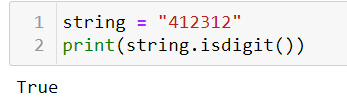 1 string = "412312"
2 print(string.isdigit())
True